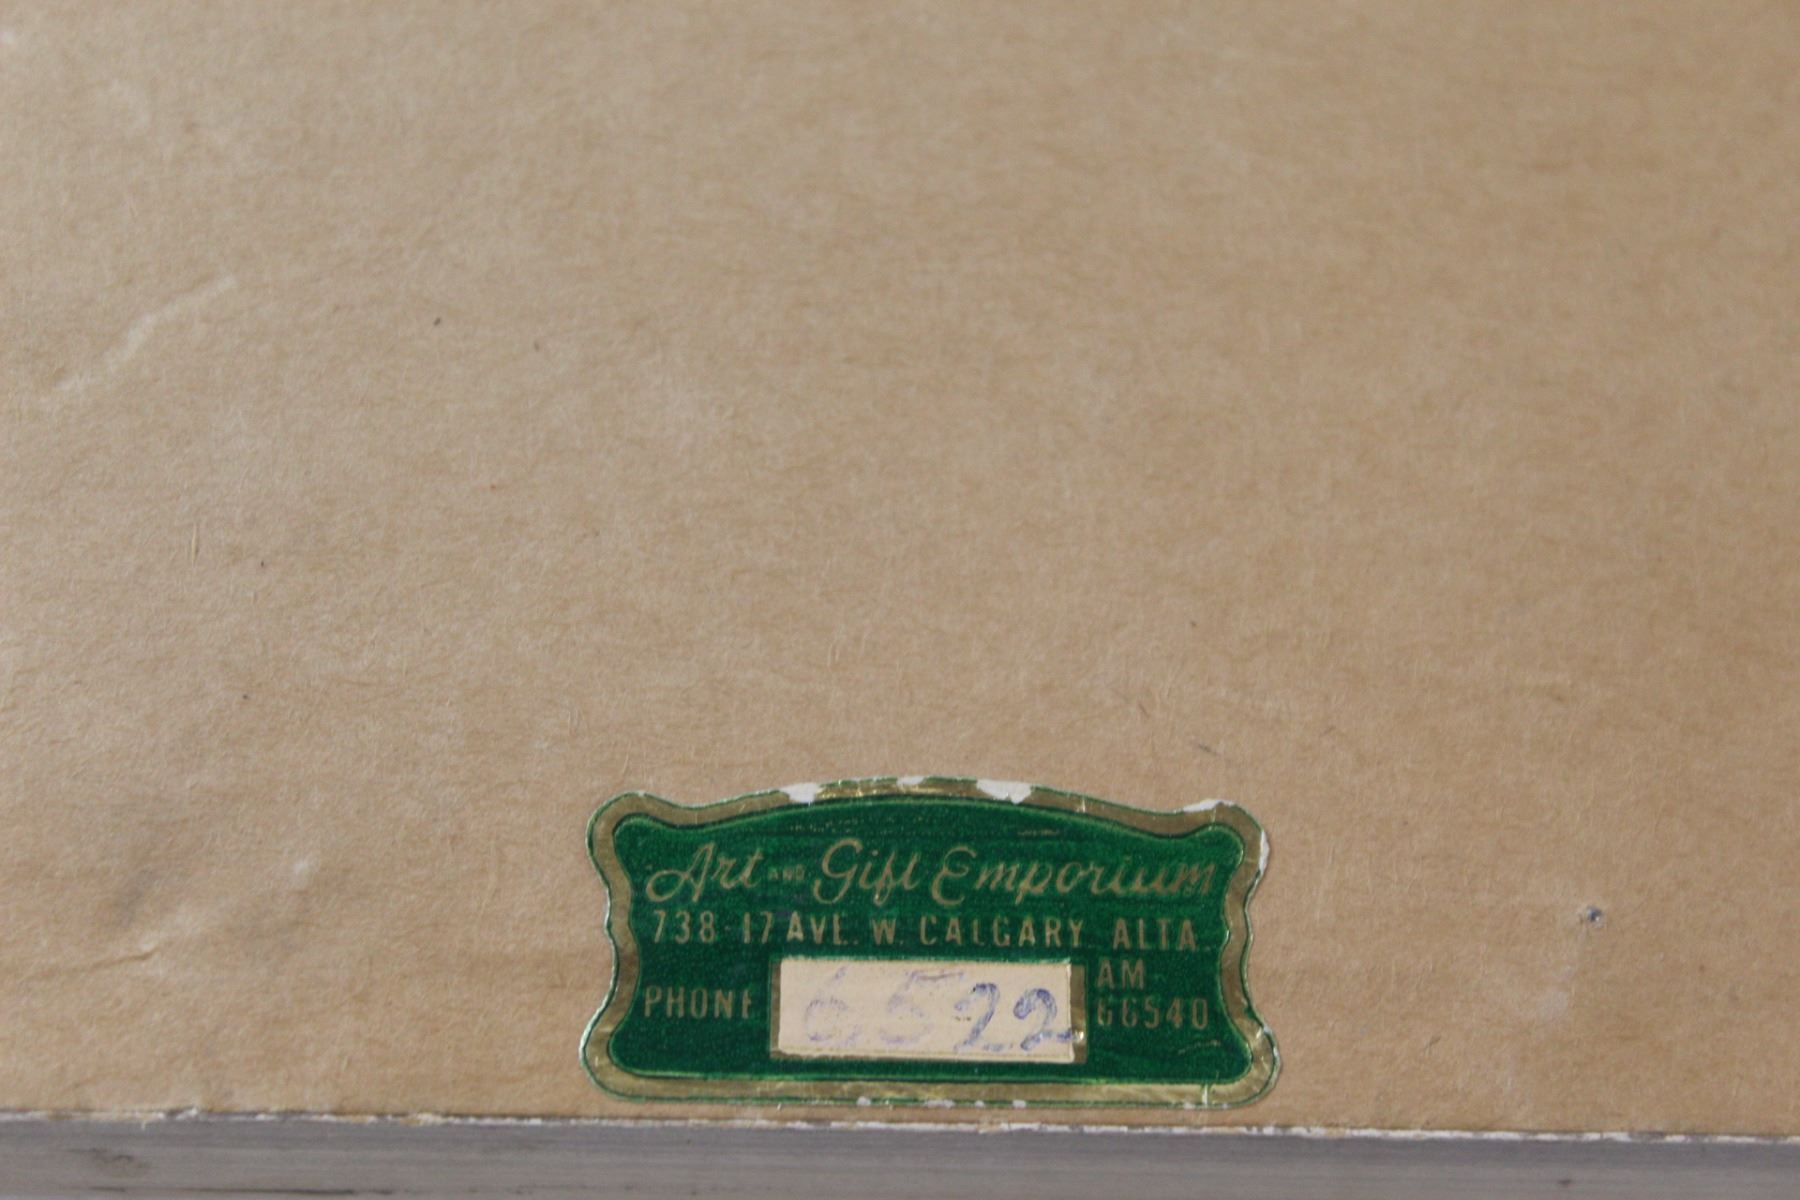 Art AND Gift Emporium
738-17 AVE. W. CALGARY ALTA.
PHONE 6522 AM
66540